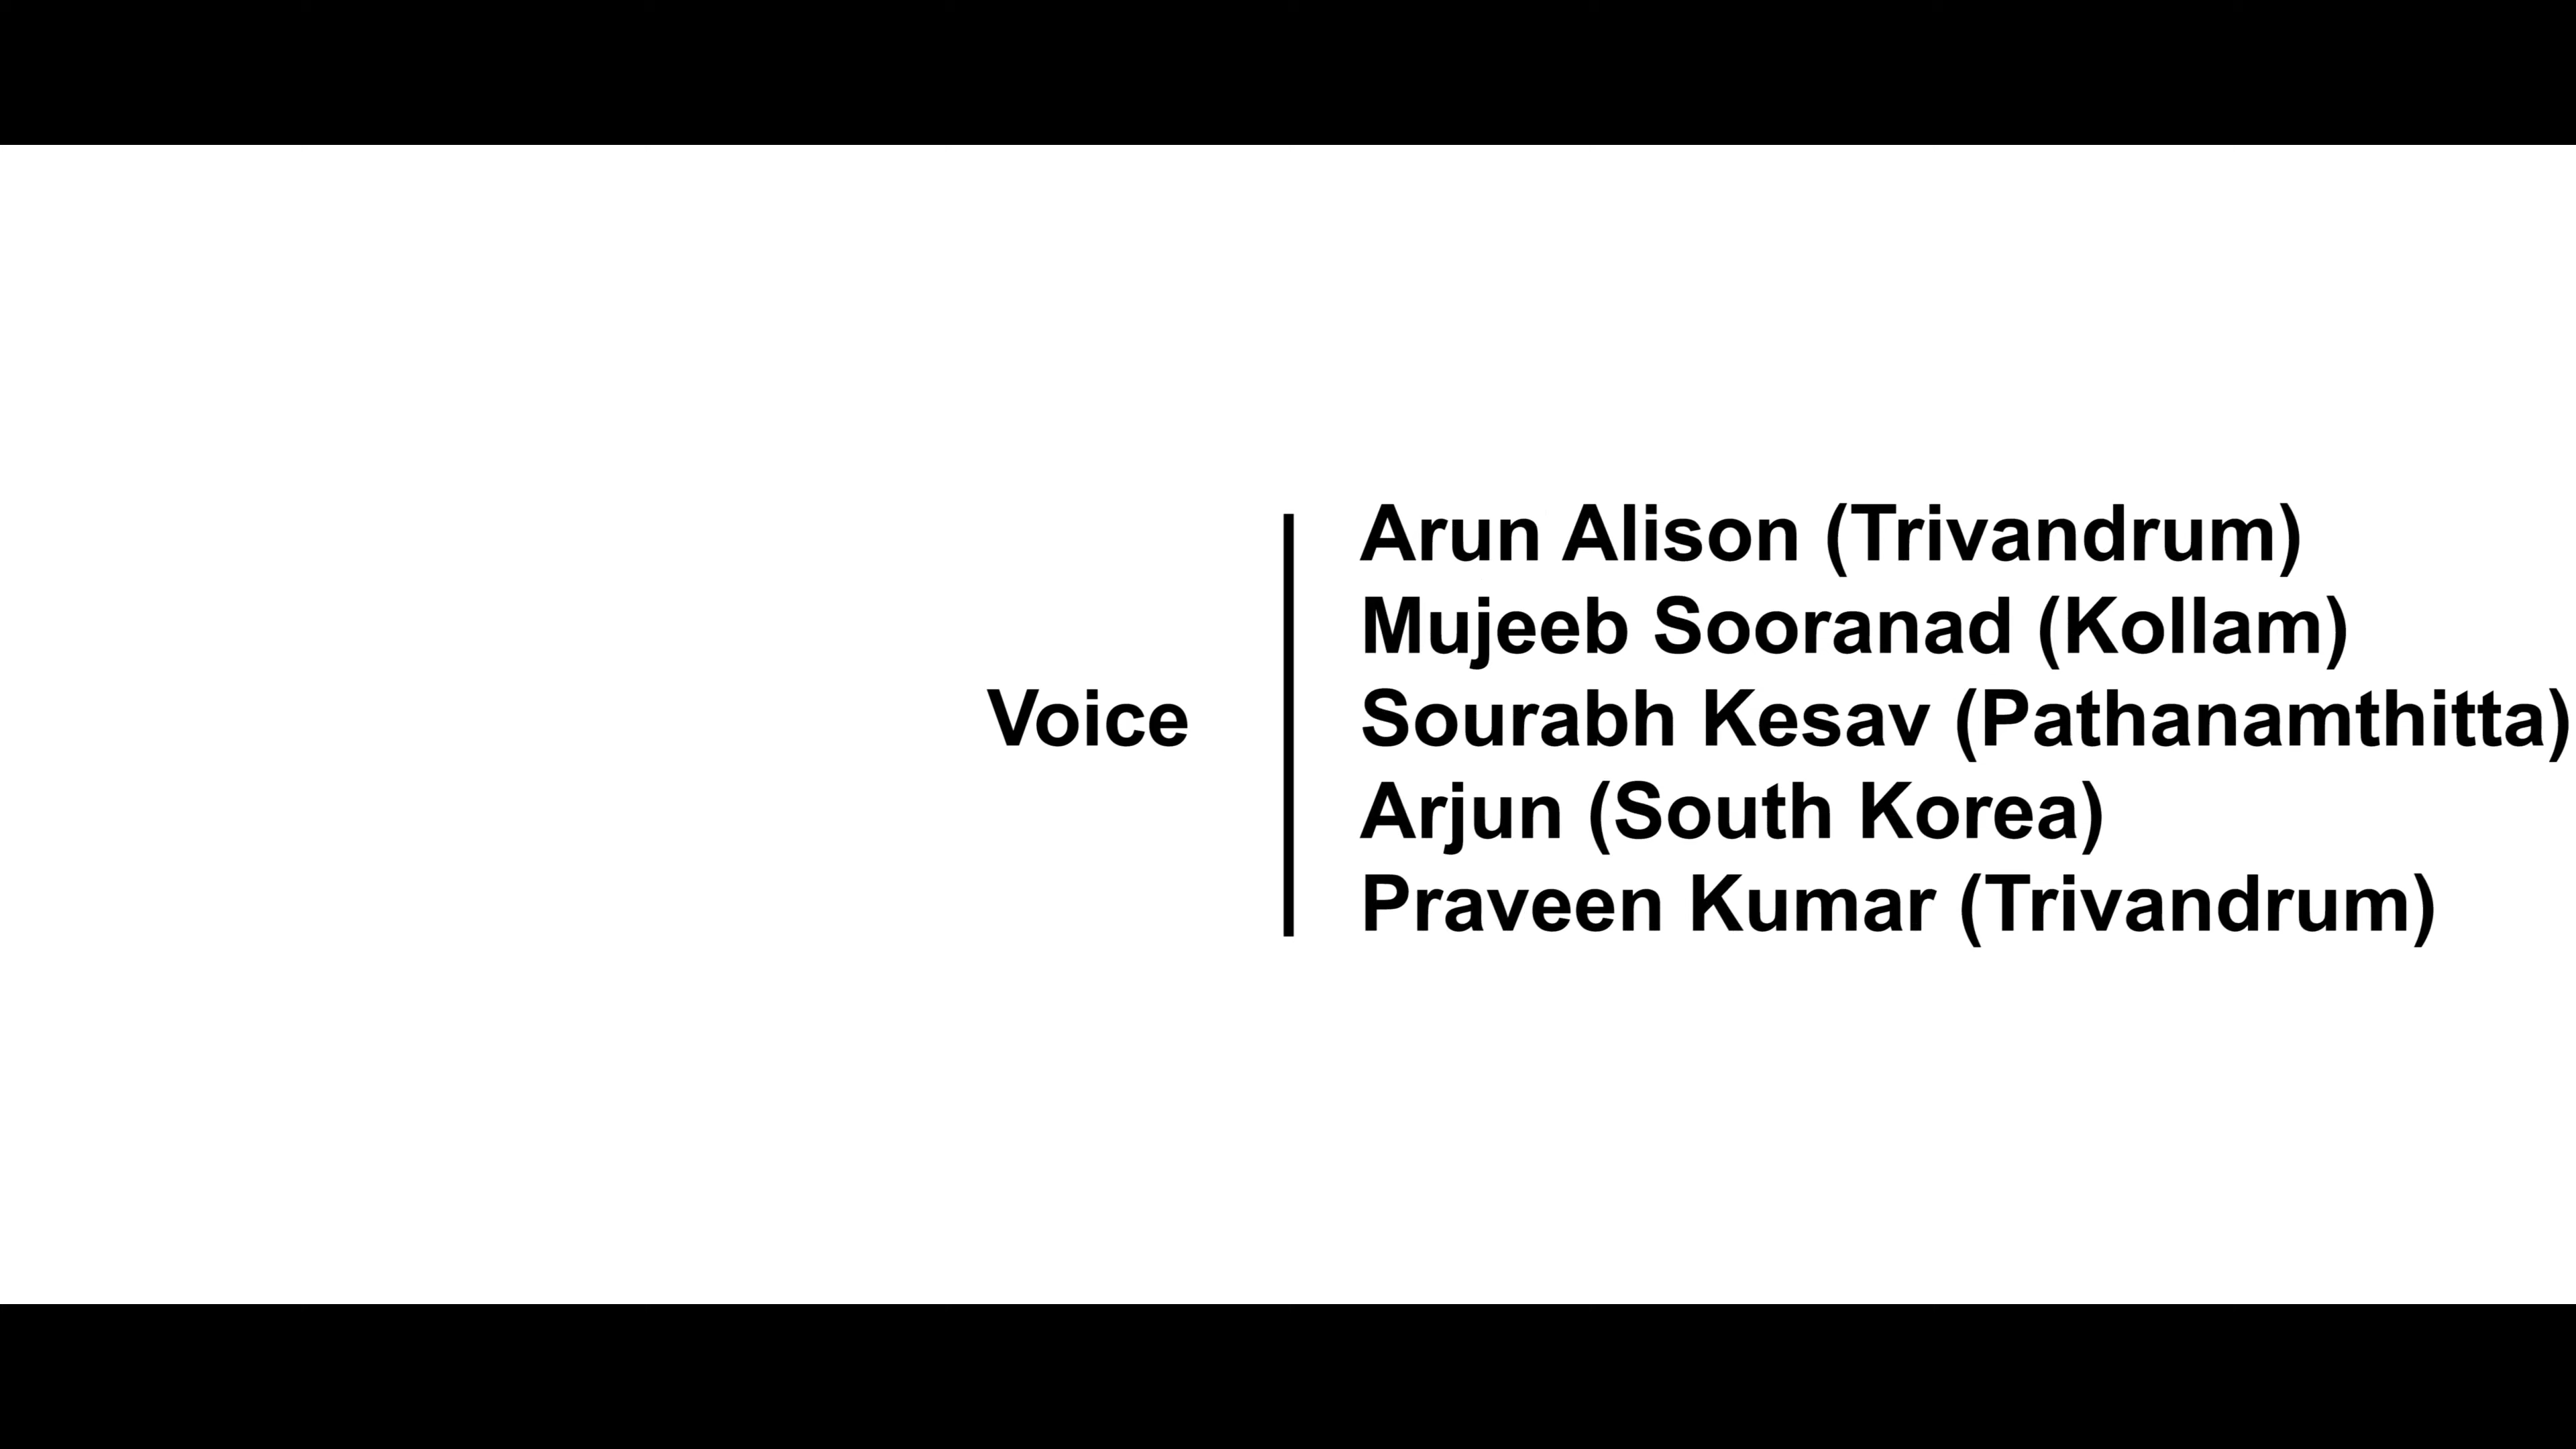 Voice
Arun Alison (Trivandrum)
Mujeeb Sooranad (Kollam)
Sourabh Kesav (Pathanamthitta)
Arjun (South Korea)
Praveen Kumar (Trivandrum)